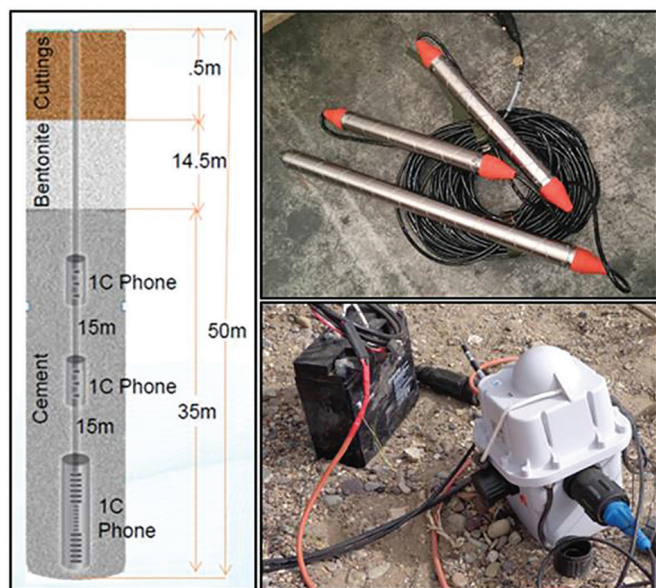 Cuttings
.5m
Bentonite
14.5m
1C Phone
15m
50m
1C Phone
Cement
35m
15m
1C
Phone